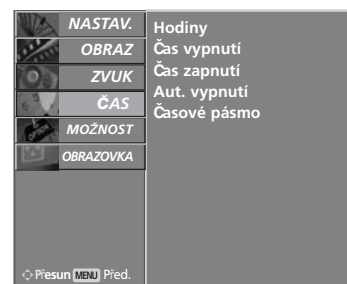 NASTAV.
OBRAZ
ZVUK
ČAS
MOŽNOST
OBRAZOVKA
Hodiny
Čas vypnutí
Čas zapnutí
Aut. vypnutí
Časové pásmo
Přesun MENU Před.